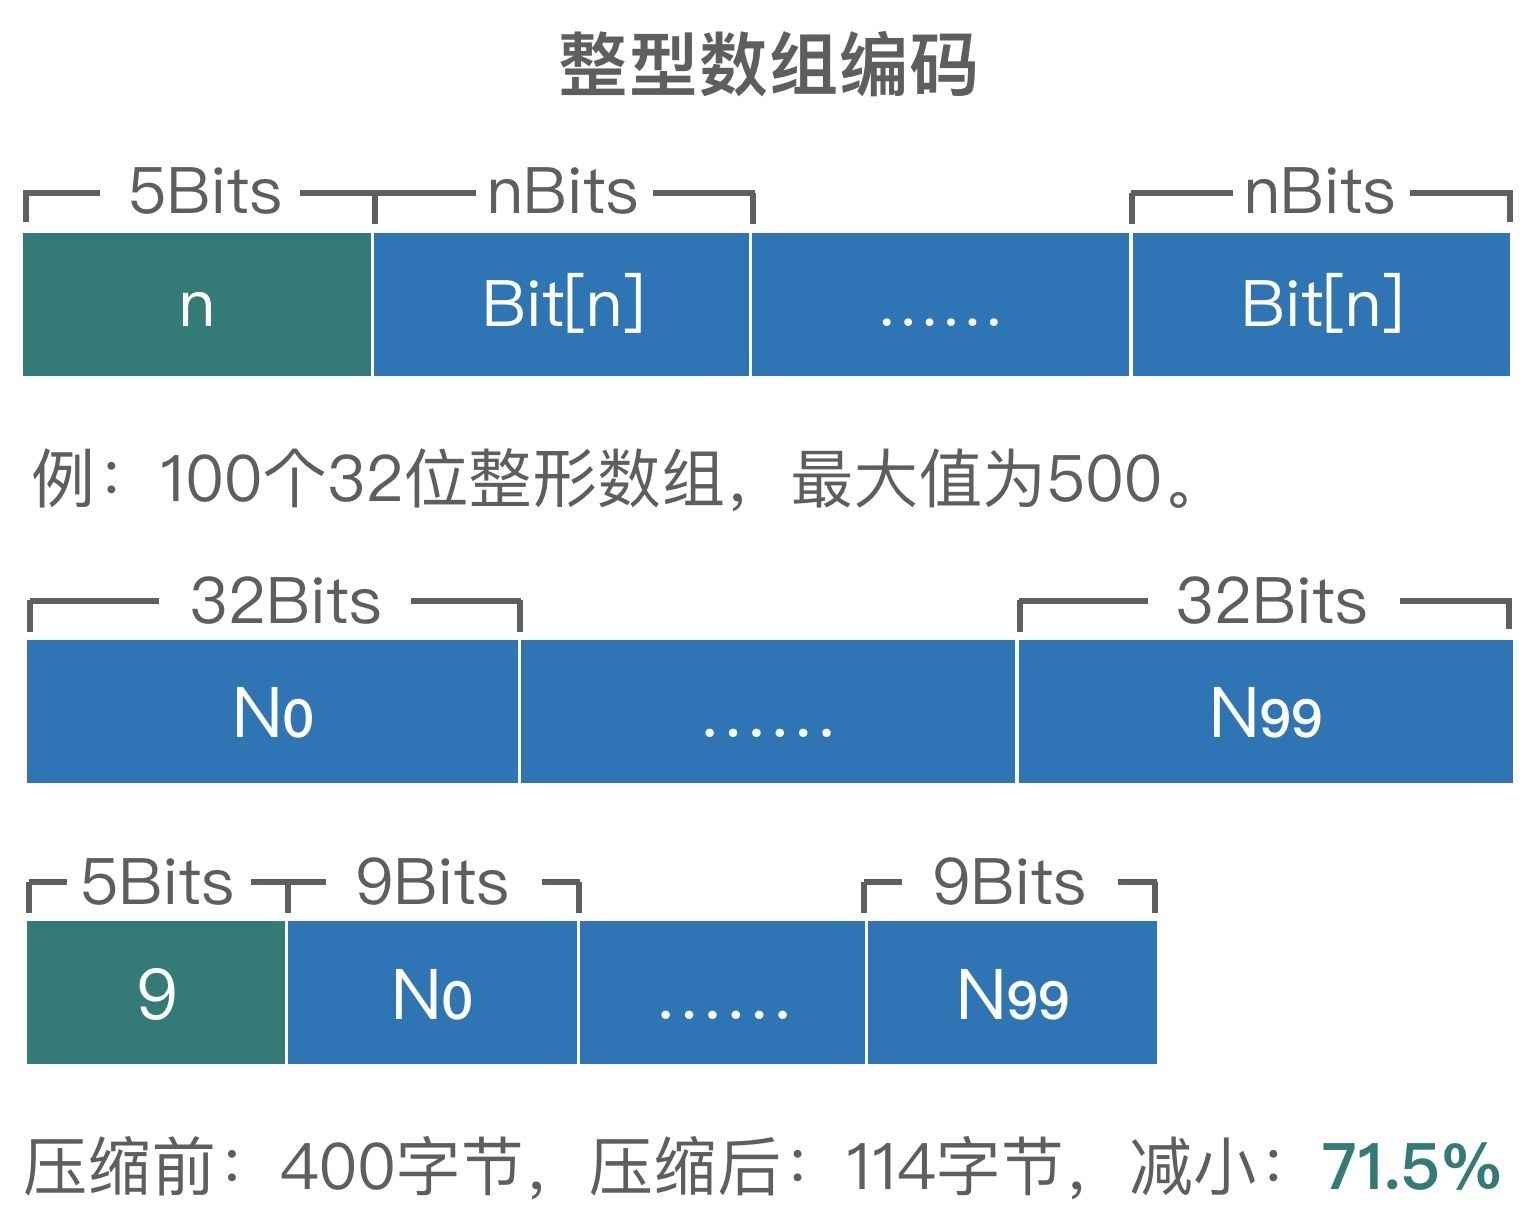 整型数组编码
5Bits nBits nBits
n Bit[n] …… Bit[n]
例：100个32位整形数组，最大值为500。
32Bits 32Bits
N0 …… N99
5Bits 9Bits 9Bits
9 N0 …… N99
压缩前：400字节，压缩后：114字节，减小：71.5%